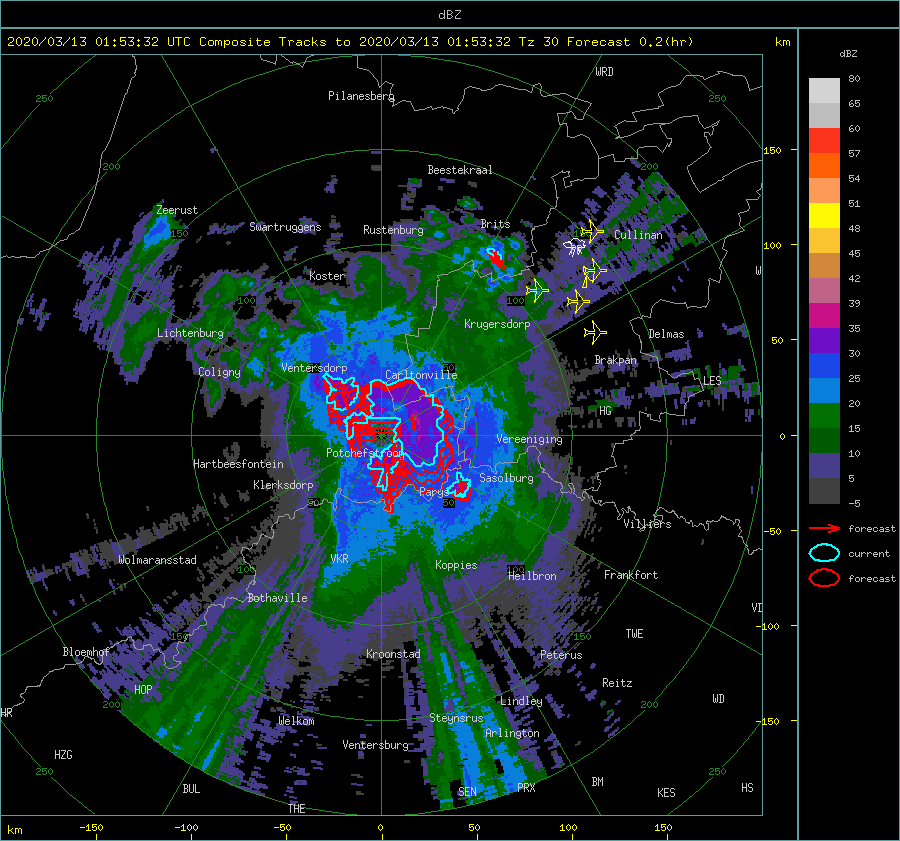 dBZ
2020/03/13 01:53:32 UTC Composite Tracks to 2020/03/13 01:53:32 Tz 30 Forecast 0.2(hr)
km
dBZ
80
65
60
57
54
51
48
45
42
39
35
30
25
20
15
10
5
-5
forecast
current
forecast
250
WRD
250
Pilanesberg
150
200
Beestekraal
200
Zeerust
150
Swartruggens
Rustenburg
Brits
Cullinan
100
W
Koster
100
100
Krugersdorp
Lichtenburg
Delmas
50
Brakpan
Ventersdorp
Coligny
Carltonville
LES
HG
0
Vereeniging
Potchefstroom
Hartbeesfontein
Klerksdorp
Sasolburg
Parys
50
50
Villiers
-50
Wolmaransstad
VKR
Koppies
100
100
Heilbron
Frankfort
Bothaville
VD
-100
150
150
TWE
Bloemhof
Kroonstad
Peterus
HOP
Reitz
WD
200
200
Lindley
HR
Welkom
Steynsrus
-150
Arlington
Ventersburg
HZG
250
250
BUL
SEN
PRX
BM
KES
HS
THE
km
-150
-100
-50
0
50
100
150